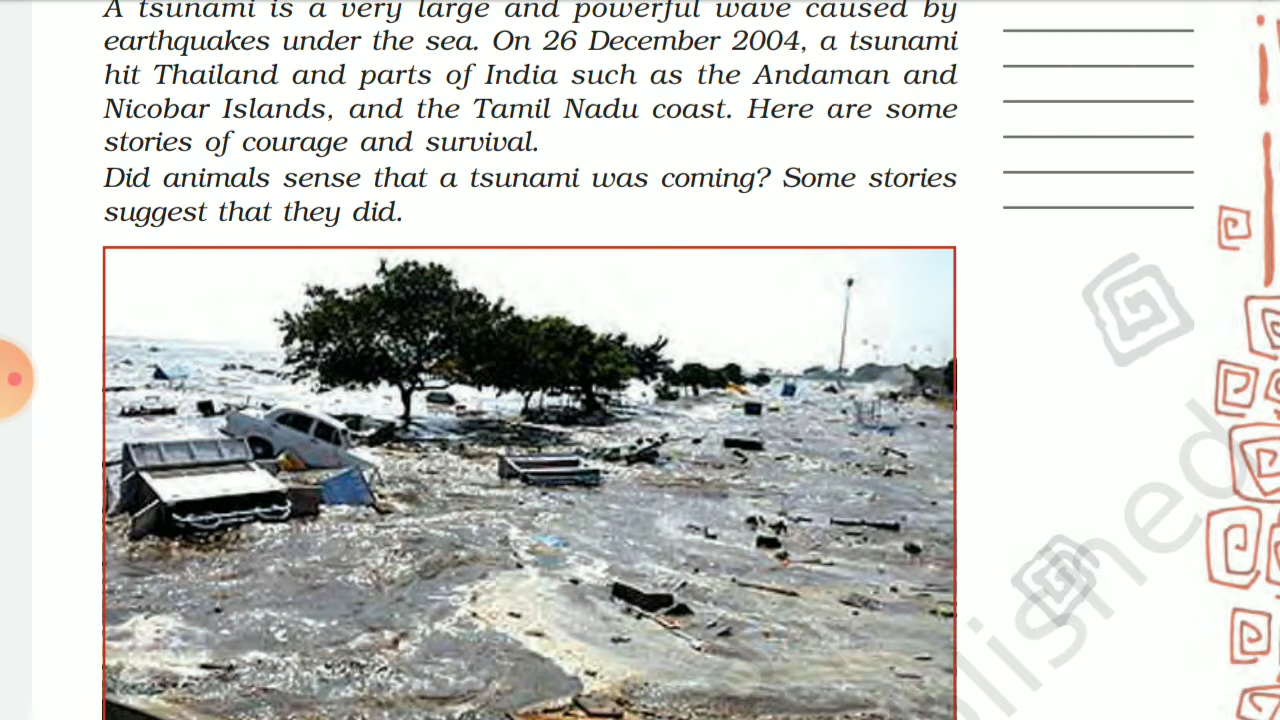 A tsunami is a very large and powerful wave caused by
earthquakes under the sea. On 26 December 2004, a tsunami
hit Thailand and parts of India such as the Andaman and
Nicobar Islands, and the Tamil Nadu coast. Here are some
stories of courage and survival.
Did animals sense that a tsunami was coming? Some stories
suggest that they did.